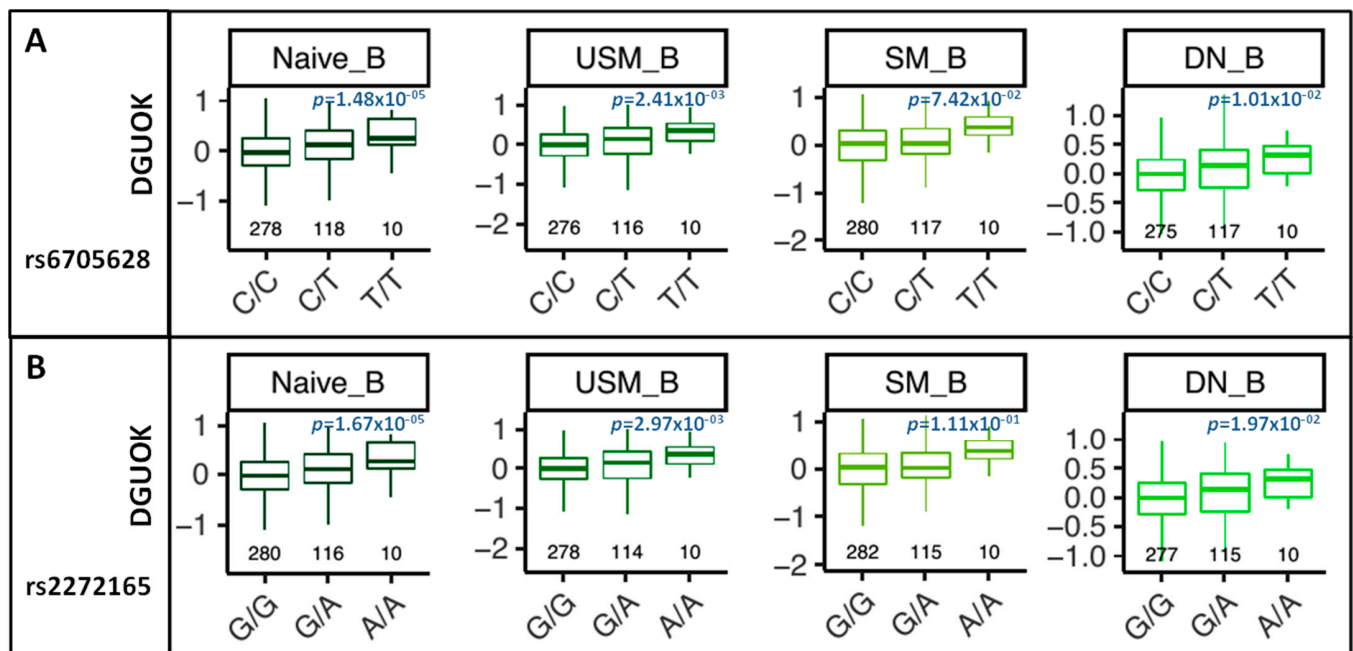 A
DGUOK
rs6705628
Naive_B
p=1.48x10⁻⁰⁵
1
0
−1
278 118 10
C/C C/T T/T
USM_B
p=2.41x10⁻⁰³
1
0
−1
−2
276 116 10
C/C C/T T/T
SM_B
p=7.42x10⁻⁰²
1
0
−1
−2
280 117 10
C/C C/T T/T
DN_B
p=1.01x10⁻⁰²
1.0
0.5
0.0
−0.5
−1.0
275 117 10
C/C C/T T/T
B
DGUOK
rs2272165
Naive_B
p=1.67x10⁻⁰⁵
1
0
−1
280 116 10
G/G G/A A/A
USM_B
p=2.97x10⁻⁰³
1
0
−1
−2
278 114 10
G/G G/A A/A
SM_B
p=1.11x10⁻⁰¹
1
0
−1
−2
282 115 10
G/G G/A A/A
DN_B
p=1.97x10⁻⁰²
1.0
0.5
0.0
−0.5
−1.0
277 115 10
G/G G/A A/A